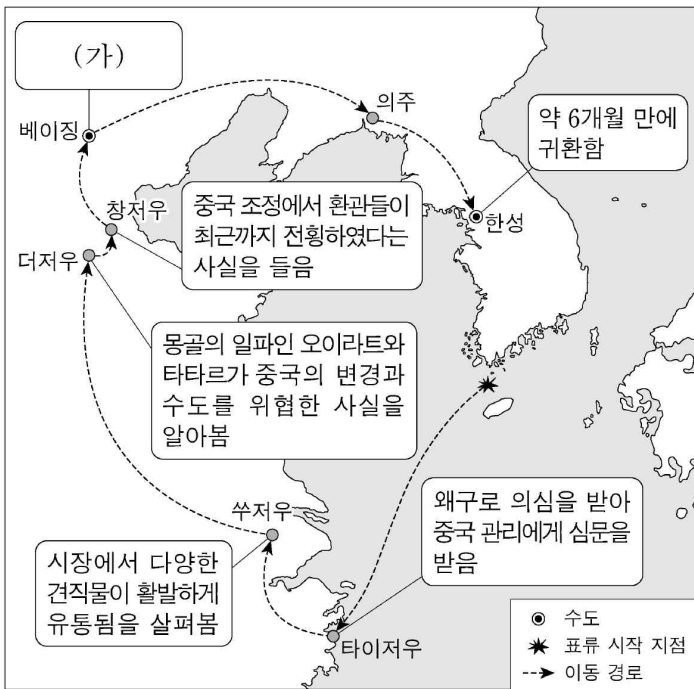 (가)
베이징
의주
약 6개월 만에
귀환함
창저우
중국 조정에서 환관들이
최근까지 전횡하였다는
사실을 들음
한성
더저우
몽골의 일파인 오이라트와
타타르가 중국의 변경과
수도를 위협한 사실을
알아봄
쑤저우
왜구로 의심을 받아
중국 관리에게 심문을
받음
시장에서 다양한
견직물이 활발하게
유통됨을 살펴봄
타이저우
수도
표류 시작 지점
이동 경로